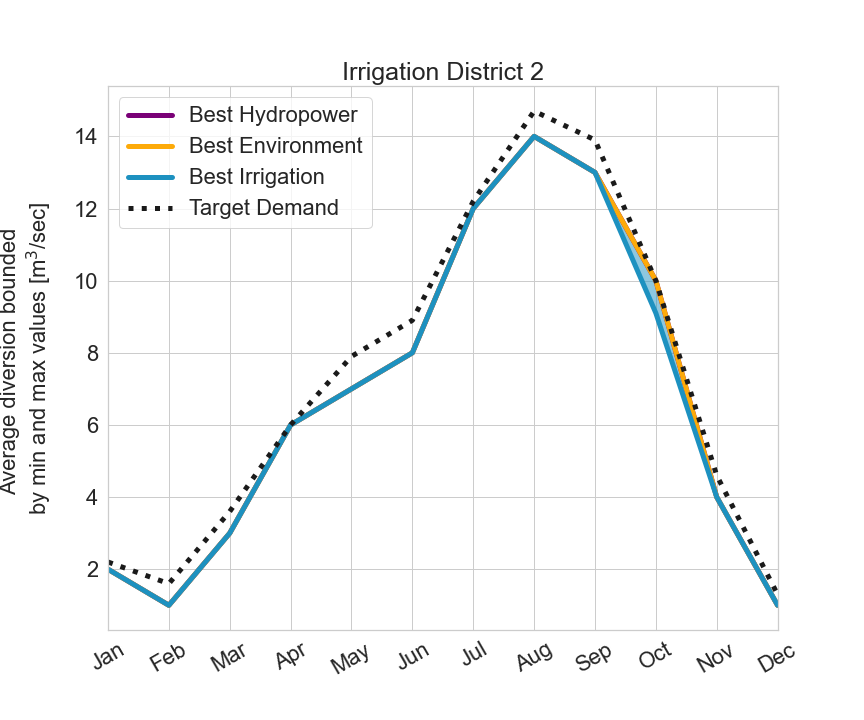 Irrigation District 2
Best Hydropower
Best Environment
Best Irrigation
Target Demand
Average diversion bounded
by min and max values [m³/sec]
14
12
10
8
6
4
2
Jan Feb Mar Apr May Jun Jul Aug Sep Oct Nov Dec